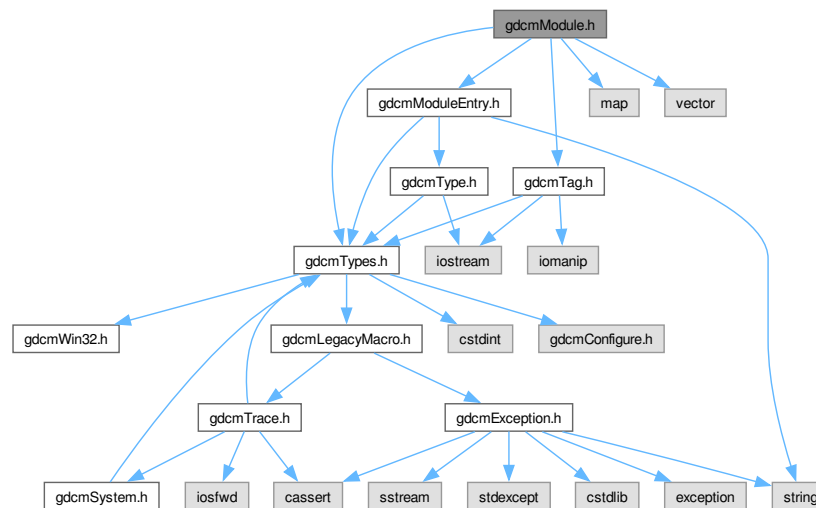 gdcmModule.h
gdcmModuleEntry.h
map
vector
gdcmType.h
gdcmTag.h
gdcmTypes.h
iostream
iomanip
gdcmWin32.h
gdcmLegacyMacro.h
cstdint
gdcmConfigure.h
gdcmTrace.h
gdcmException.h
gdcmSystem.h
iosfwd
cassert
sstream
stdexcept
cstdlib
exception
string